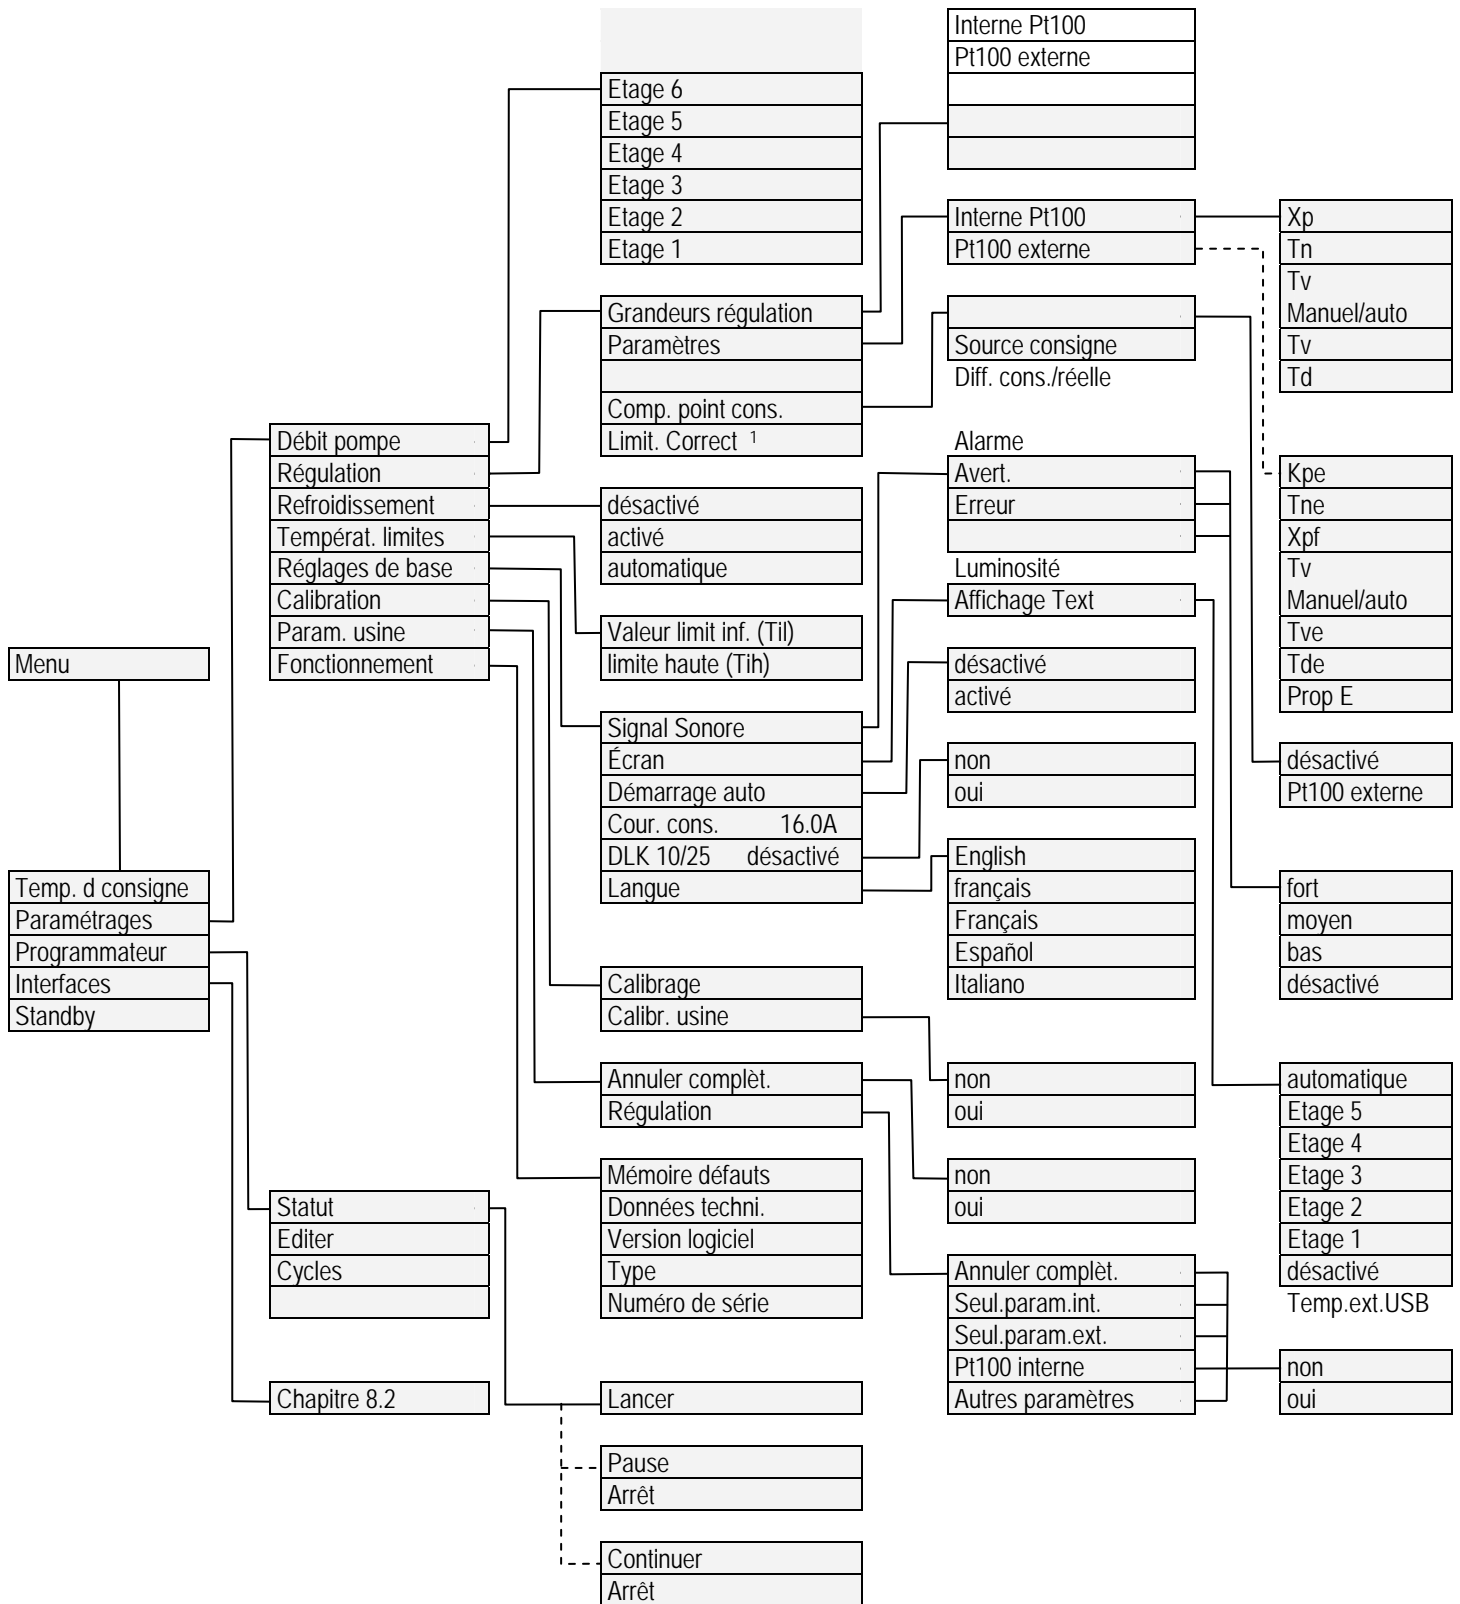 Menu
Temp. d consigne
Paramétrages
Programmateur
Interfaces
Standby
Débit pompe
Régulation
Refroidissement
Températ. limites
Réglages de base
Calibration
Param. usine
Fonctionnement
Statut
Editer
Cycles
Chapitre 8.2
Etage 6
Etage 5
Etage 4
Etage 3
Etage 2
Etage 1
Grandeurs régulation
Paramètres
Comp. point cons.
Limit. Correct 1
désactivé
activé
automatique
Valeur limit inf. (Til)
limite haute (Tih)
Signal Sonore
Écran
Démarrage auto
Cour. cons. 16.0A
DLK 10/25 désactivé
Langue
Calibrage
Calibr. usine
Annuler complèt.
Régulation
Mémoire défauts
Données techni.
Version logiciel
Type
Numéro de série
Lancer
Pause
Arrêt
Continuer
Arrêt
Interne Pt100
Pt100 externe
Interne Pt100
Pt100 externe
Source consigne
Diff. cons./réelle
Alarme
Avert.
Erreur
Luminosité
Affichage Text
désactivé
activé
non
oui
English
français
Français
Español
Italiano
non
oui
non
oui
Annuler complèt.
Seul.param.int.
Seul.param.ext.
Pt100 interne
Autres paramètres
Xp
Tn
Tv
Manuel/auto
Tv
Td
Kpe
Tne
Xpf
Tv
Manuel/auto
Tve
Tde
Prop E
désactivé
Pt100 externe
fort
moyen
bas
désactivé
automatique
Etage 5
Etage 4
Etage 3
Etage 2
Etage 1
désactivé
Temp.ext.USB
non
oui